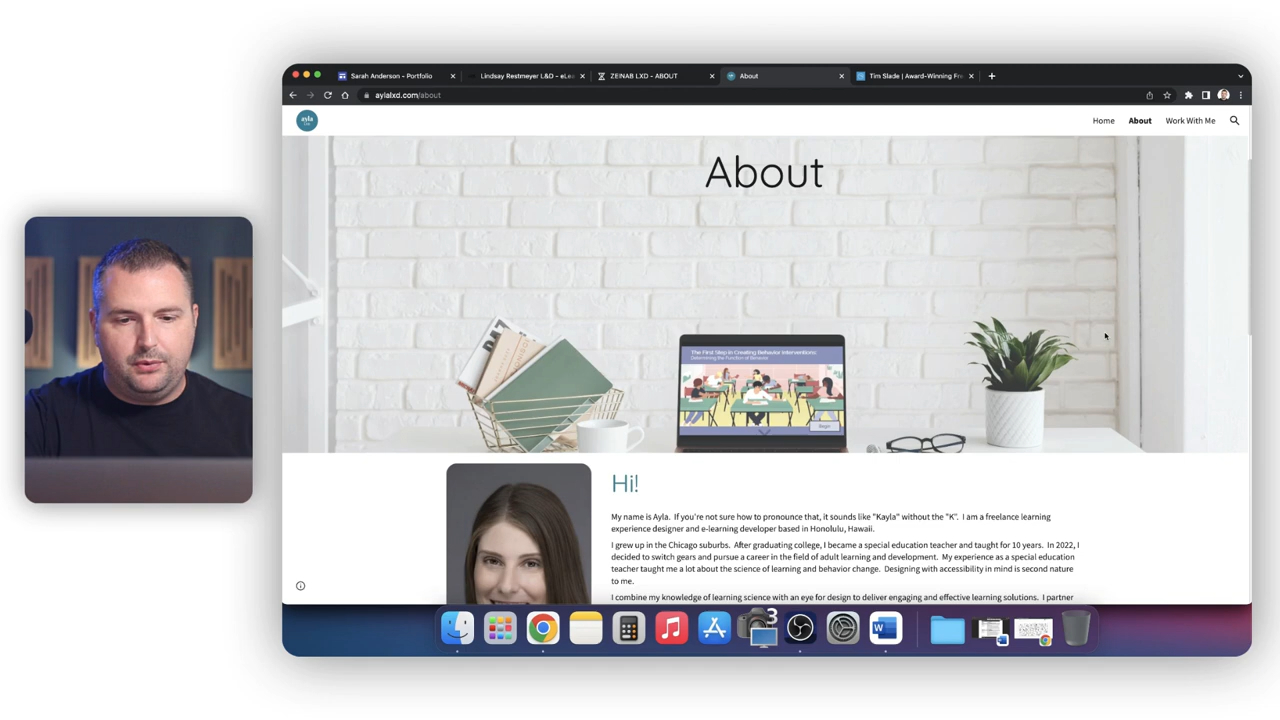 Sarah Anderson - Portfolio
Lindsay Restmeyer L&D - eLea
ZEINAB LXD - ABOUT
About
Tim Slade | Award-Winning Fre
aylalxd.com/about
ayla
Home
About
Work With Me
About
The First Step in Creating Behavior Interventions:
Determining the Function of Behavior
Begin
Hi!
My name is Ayla. If you're not sure how to pronounce that, it sounds like "Kayla" without the "K". I am a freelance learning
experience designer and e-learning developer based in Honolulu, Hawaii.
I grew up in the Chicago suburbs. After graduating college, I became a special education teacher and taught for 10 years. In 2022, I
decided to switch gears and pursue a career in the field of adult learning and development. My experience as a special education
teacher taught me a lot about the science of learning and behavior change. Designing with accessibility in mind is second nature
to me.
I combine my knowledge of learning science with an eye for design to deliver engaging and effective learning solutions. I partner
3
W